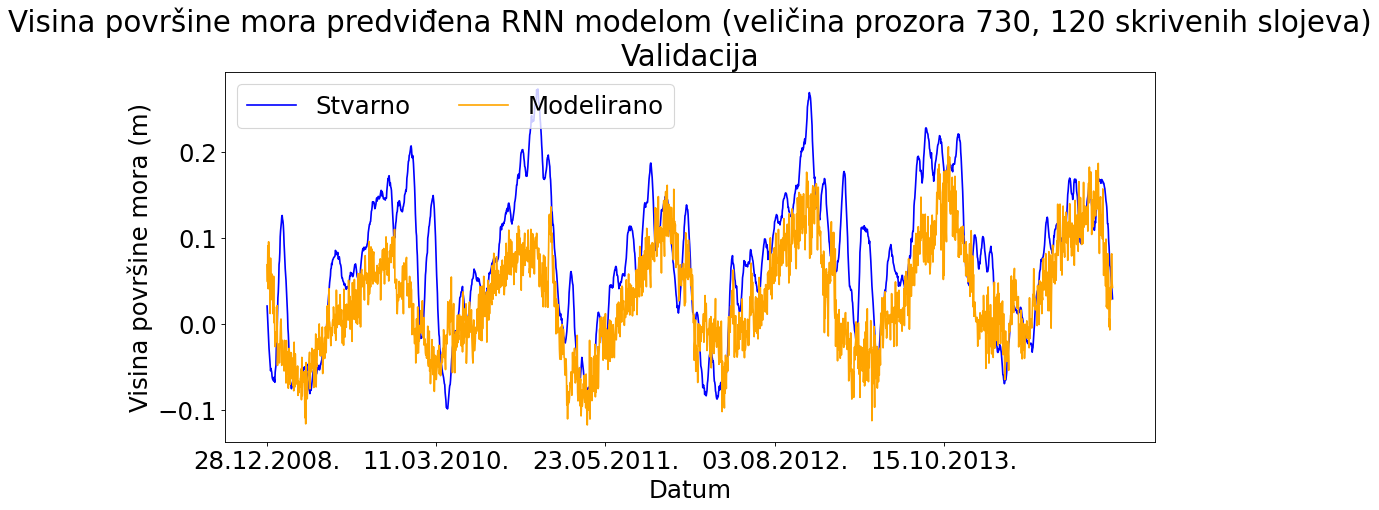 Visina površine mora predviđena RNN modelom (veličina prozora 730, 120 skrivenih slojeva)
Validacija
Stvarno Modelirano
Visina površine mora (m)
0.2
0.1
0.0
−0.1
28.12.2008. 11.03.2010. 23.05.2011. 03.08.2012. 15.10.2013.
Datum